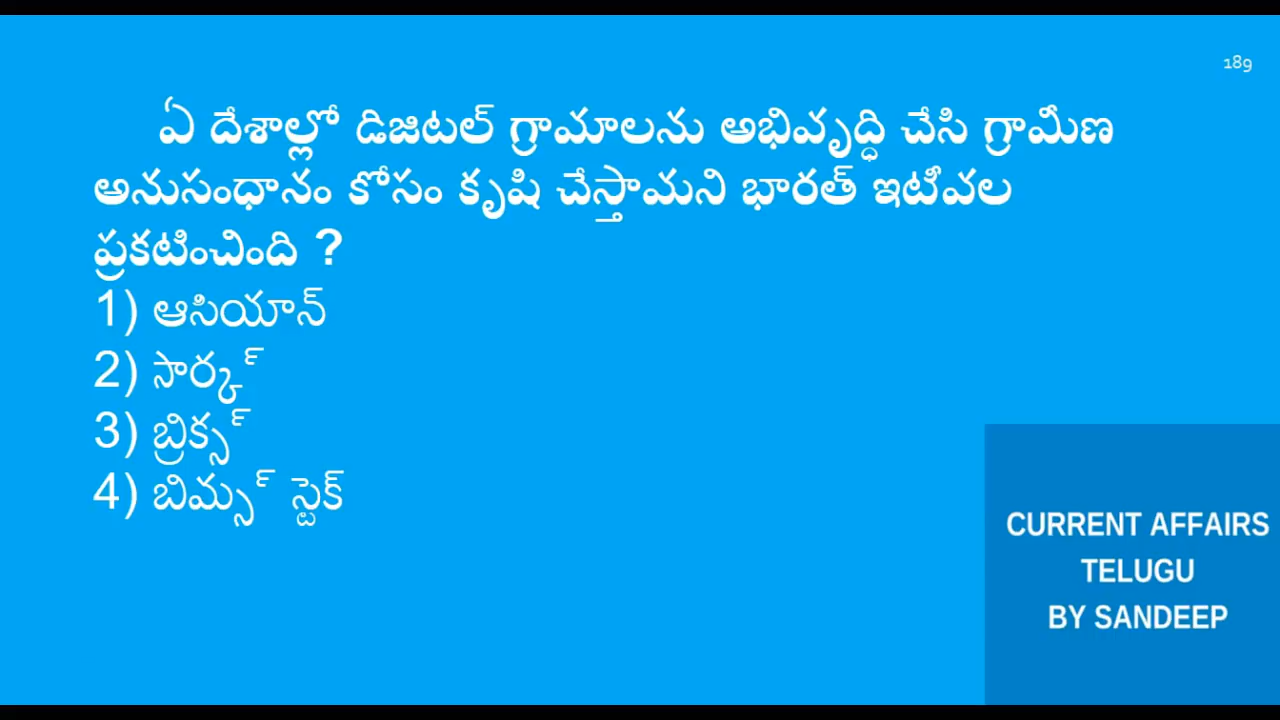 189
ఏ దేశాల్లో డిజిటల్ గ్రామాలను అభివృద్ధి చేసి గ్రామీణ
అనుసంధానం కోసం కృషి చేస్తామని భారత్ ఇటీవల
ప్రకటించింది ?
1) ఆసియాన్
2) సార్క్
3) బ్రిక్స్
4) బిమ్స్ స్టెక్
CURRENT AFFAIRS
TELUGU
BY SANDEEP